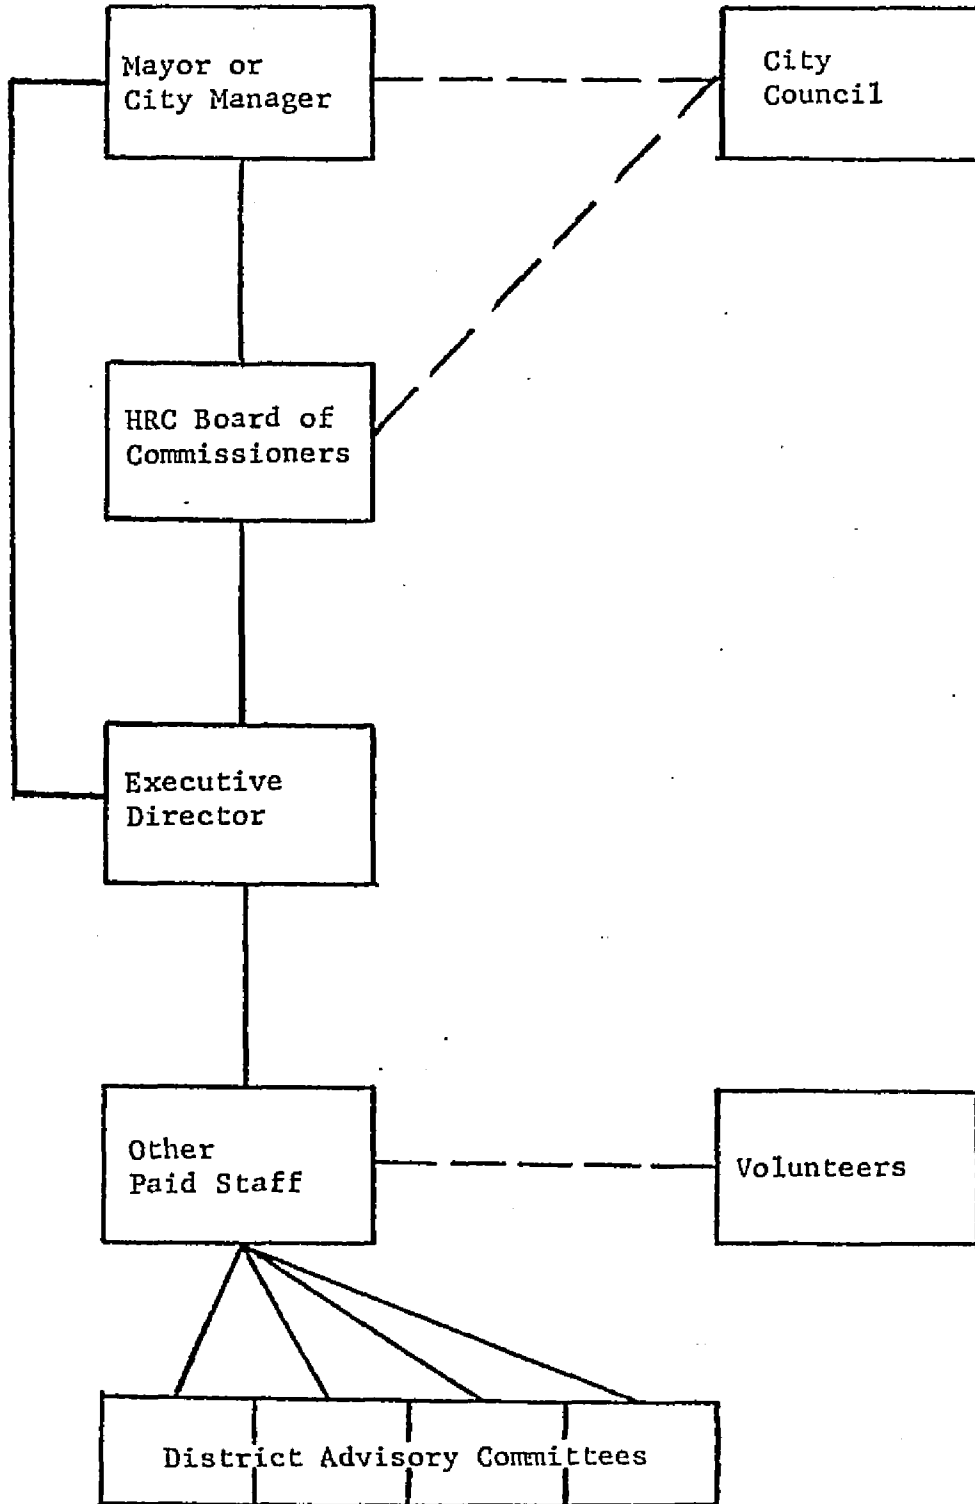 Mayor or
City Manager
City
Council
HRC Board of
Commissioners
Executive
Director
Other
Paid Staff
Volunteers
District Advisory Committees